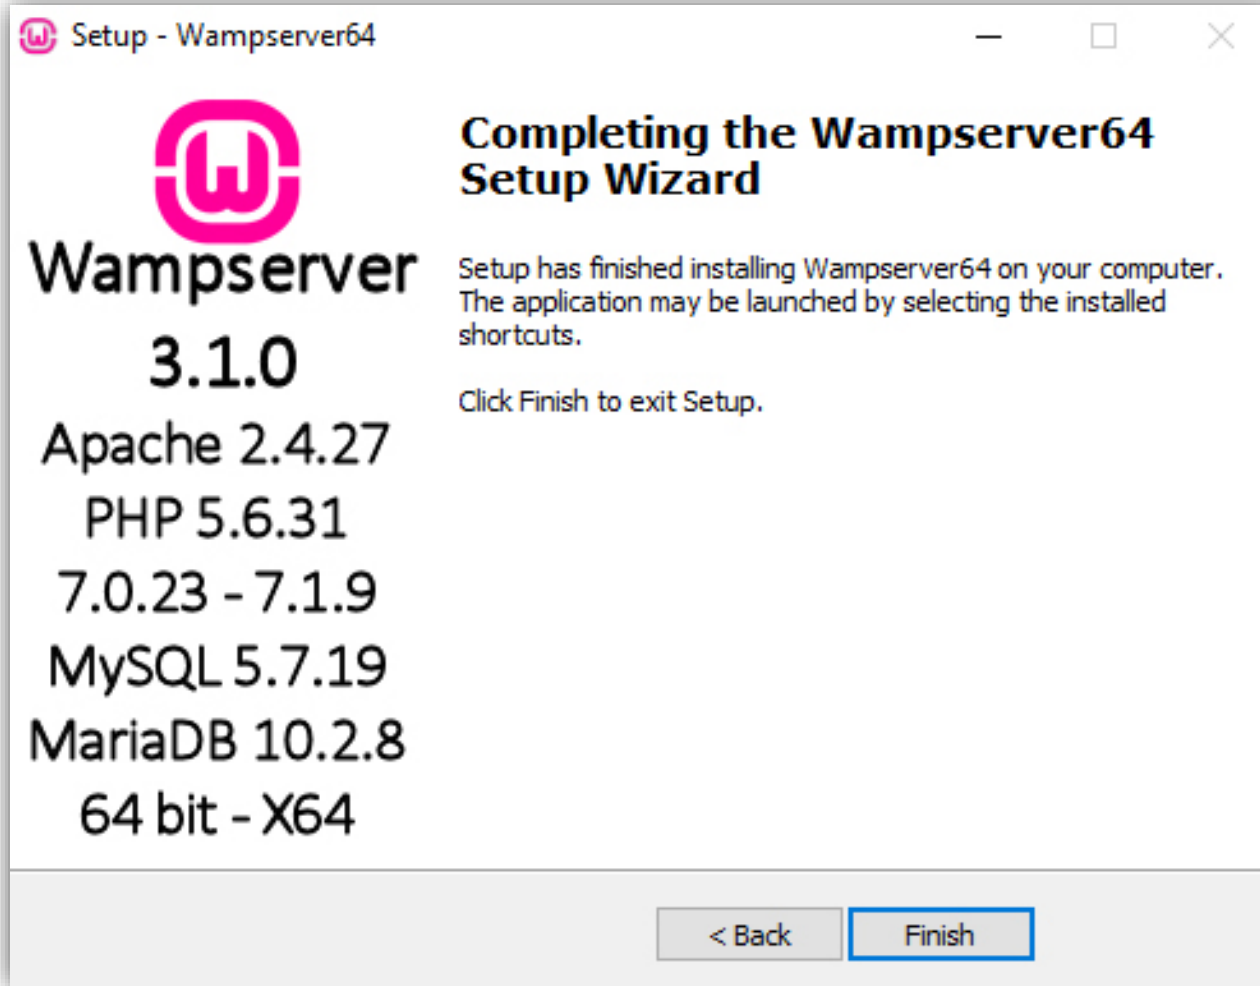 Setup - Wampserver64
Wampserver
3.1.0
Apache 2.4.27
PHP 5.6.31
7.0.23 - 7.1.9
MySQL 5.7.19
MariaDB 10.2.8
64 bit - X64
Completing the Wampserver64
Setup Wizard
Setup has finished installing Wampserver64 on your computer.
The application may be launched by selecting the installed
shortcuts.
Click Finish to exit Setup.
< Back
Finish